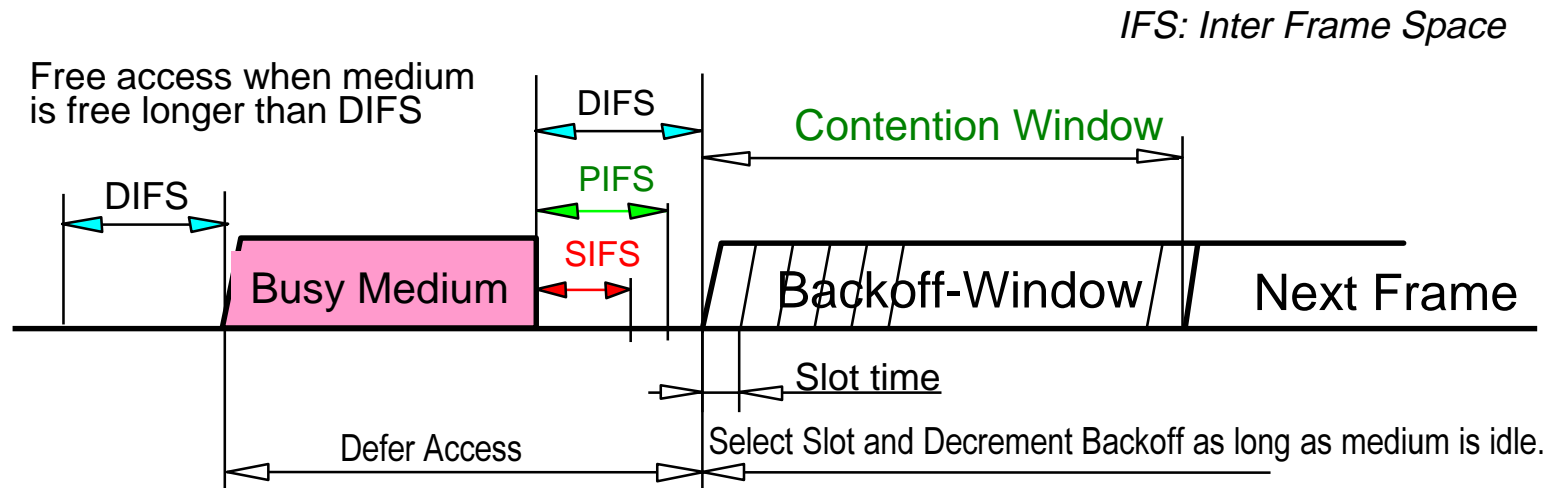 IFS: Inter Frame Space
Free access when medium
is free longer than DIFS
DIFS
Contention Window
PIFS
DIFS
SIFS
Busy Medium
Backoff-Window
Next Frame
Slot time
Defer Access
Select Slot and Decrement Backoff as long as medium is idle.